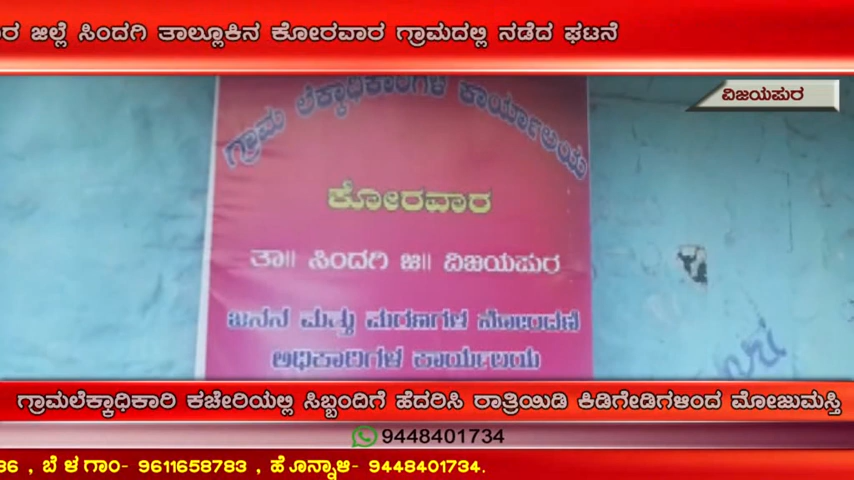 ರ ಜಿಲ್ಲೆ ಸಿಂದಗಿ ತಾಲ್ಲೂಕಿನ ಕೋರವಾರ ಗ್ರಾಮದಲ್ಲಿ ನಡೆದ ಘಟನೆ
ವಿಜಯಪುರ
ಗ್ರಾಮ ಲೆಕ್ಕಾಧಿಕಾರಿಗಳ ಕಾರ್ಯಾಲಯ
ಕೋರವಾರ
ತಾ|| ಸಿಂದಗಿ ಜಿ|| ವಿಜಯಪುರ
ಜನನ ಮತ್ತು ಮರಣಗಳ ನೋಂದಣಿ
ಅಧಿಕಾರಿಗಳ ಕಾರ್ಯಾಲಯ
ಗ್ರಾಮಲೆಕ್ಕಾಧಿಕಾರಿ ಕಚೇರಿಯಲ್ಲಿ ಸಿಬ್ಬಂದಿಗೆ ಹೆದರಿಸಿ ರಾತ್ರಿಯಿಡಿ ಕಿಡಿಗೇಡಿಗಳಿಂದ ಮೋಜುಮಸ್ತಿ
9448401734
36 , ಬೆಳಗಾಂ- 9611658783 , ಹೊನ್ನಾಳಿ- 9448401734.